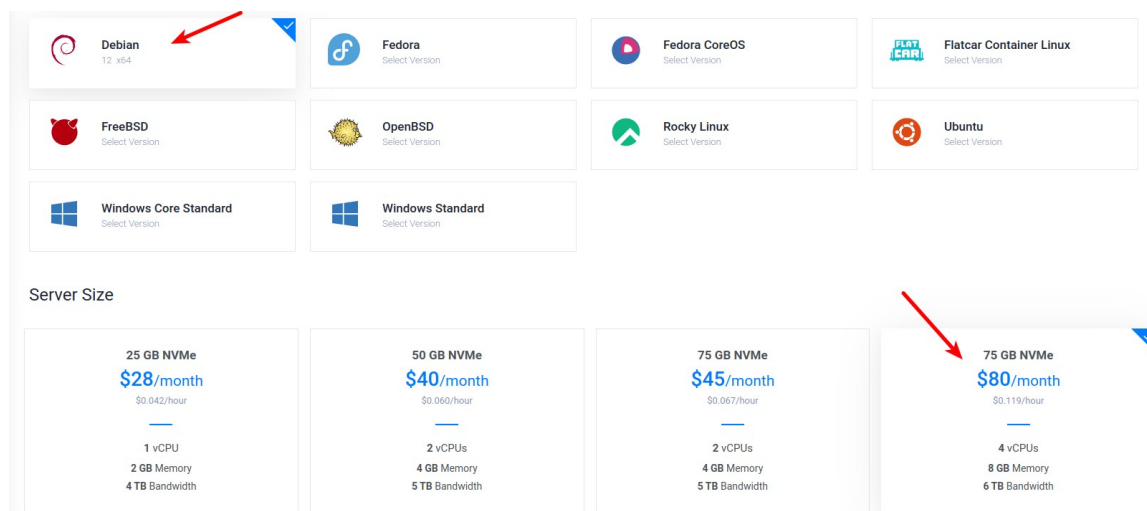 Debian
12 x64
Fedora
Select Version
Fedora CoreOS
Select Version
FLAT
CAR
Flatcar Container Linux
Select Version
FreeBSD
Select Version
OpenBSD
Select Version
Rocky Linux
Select Version
Ubuntu
Select Version
Windows Core Standard
Select Version
Windows Standard
Select Version
Server Size
25 GB NVMe
$28/month
$0.042/hour
1 vCPU
2 GB Memory
4 TB Bandwidth
50 GB NVMe
$40/month
$0.060/hour
2 vCPUs
4 GB Memory
5 TB Bandwidth
75 GB NVMe
$45/month
$0.067/hour
2 vCPUs
4 GB Memory
5 TB Bandwidth
75 GB NVMe
$80/month
$0.119/hour
4 vCPUs
8 GB Memory
6 TB Bandwidth